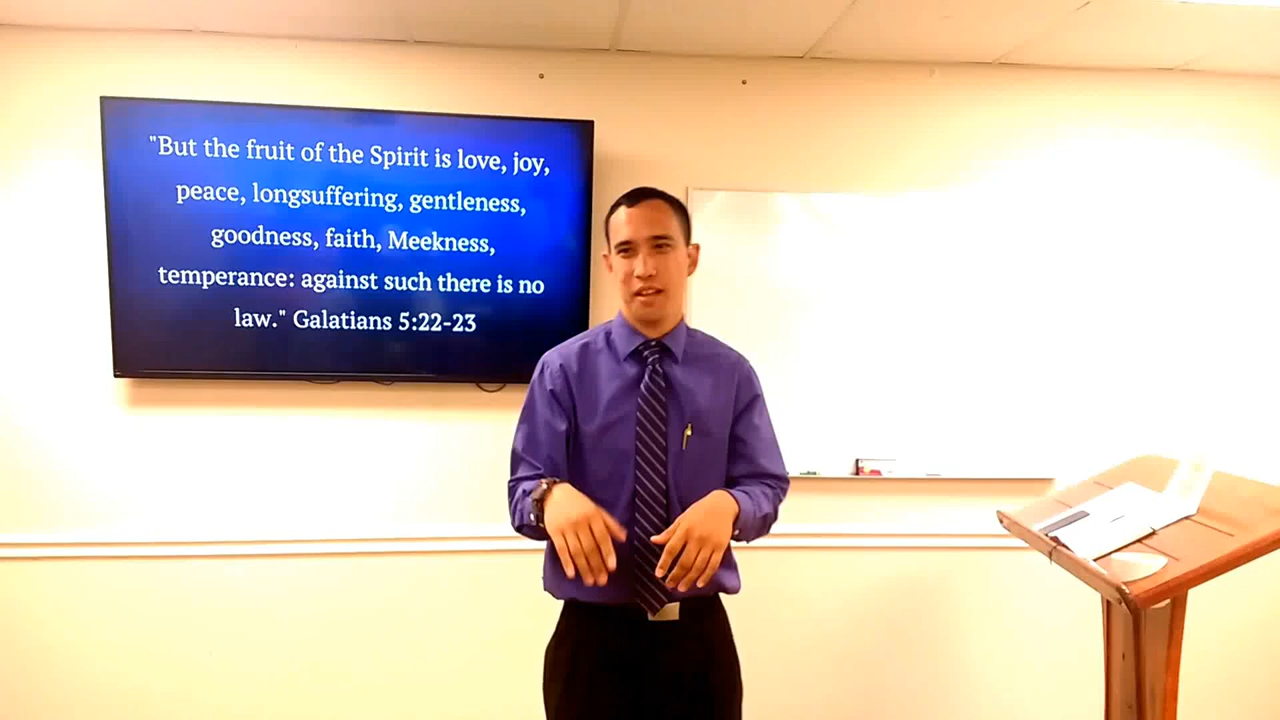 "But the fruit of the Spirit is love, joy,
peace, longsuffering, gentleness,
goodness, faith, Meekness,
temperance: against such there is no
law." Galatians 5:22-23